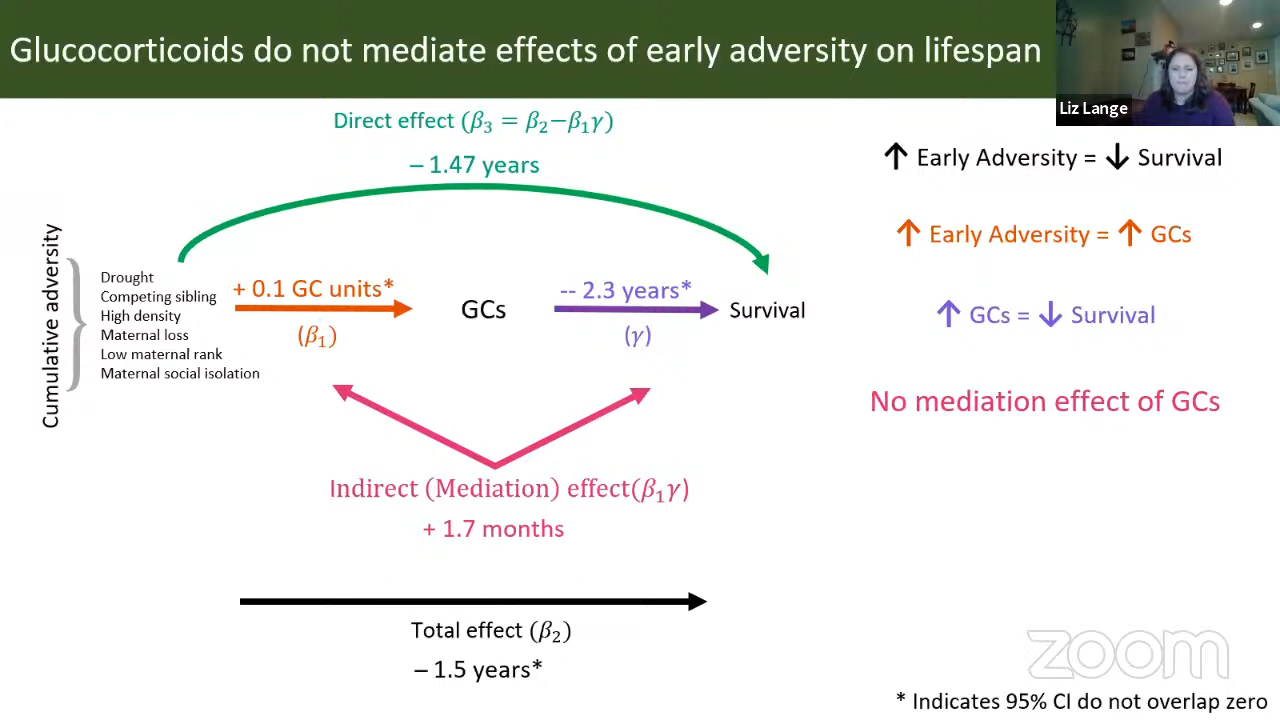 Glucocorticoids do not mediate effects of early adversity on lifespan
Liz Lange
Direct effect (β₃ = β₂−β₁γ)
– 1.47 years
Cumulative adversity
Drought
Competing sibling
High density
Maternal loss
Low maternal rank
Maternal social isolation
+ 0.1 GC units*
(β₁)
GCs
-- 2.3 years*
(γ)
Survival
Indirect (Mediation) effect(β₁γ)
+ 1.7 months
Total effect (β₂)
– 1.5 years*
↑ Early Adversity = ↓ Survival
↑ Early Adversity = ↑ GCs
↑ GCs = ↓ Survival
No mediation effect of GCs
zoom
* Indicates 95% CI do not overlap zero